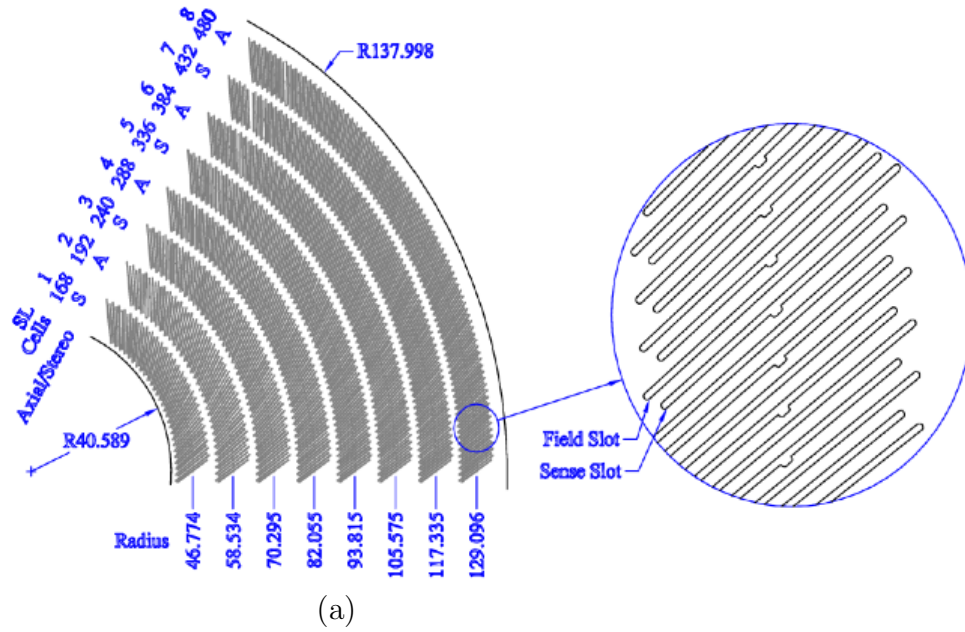 SL 1 2 3 4 5 6 7 8
Cells 168 192 240 288 336 384 432 480
Axial/Stereo S A S A S A S A
R137.998
R40.589
Field Slot
Sense Slot
Radius 46.774 58.534 70.295 82.055 93.815 105.575 117.335 129.096
(a)